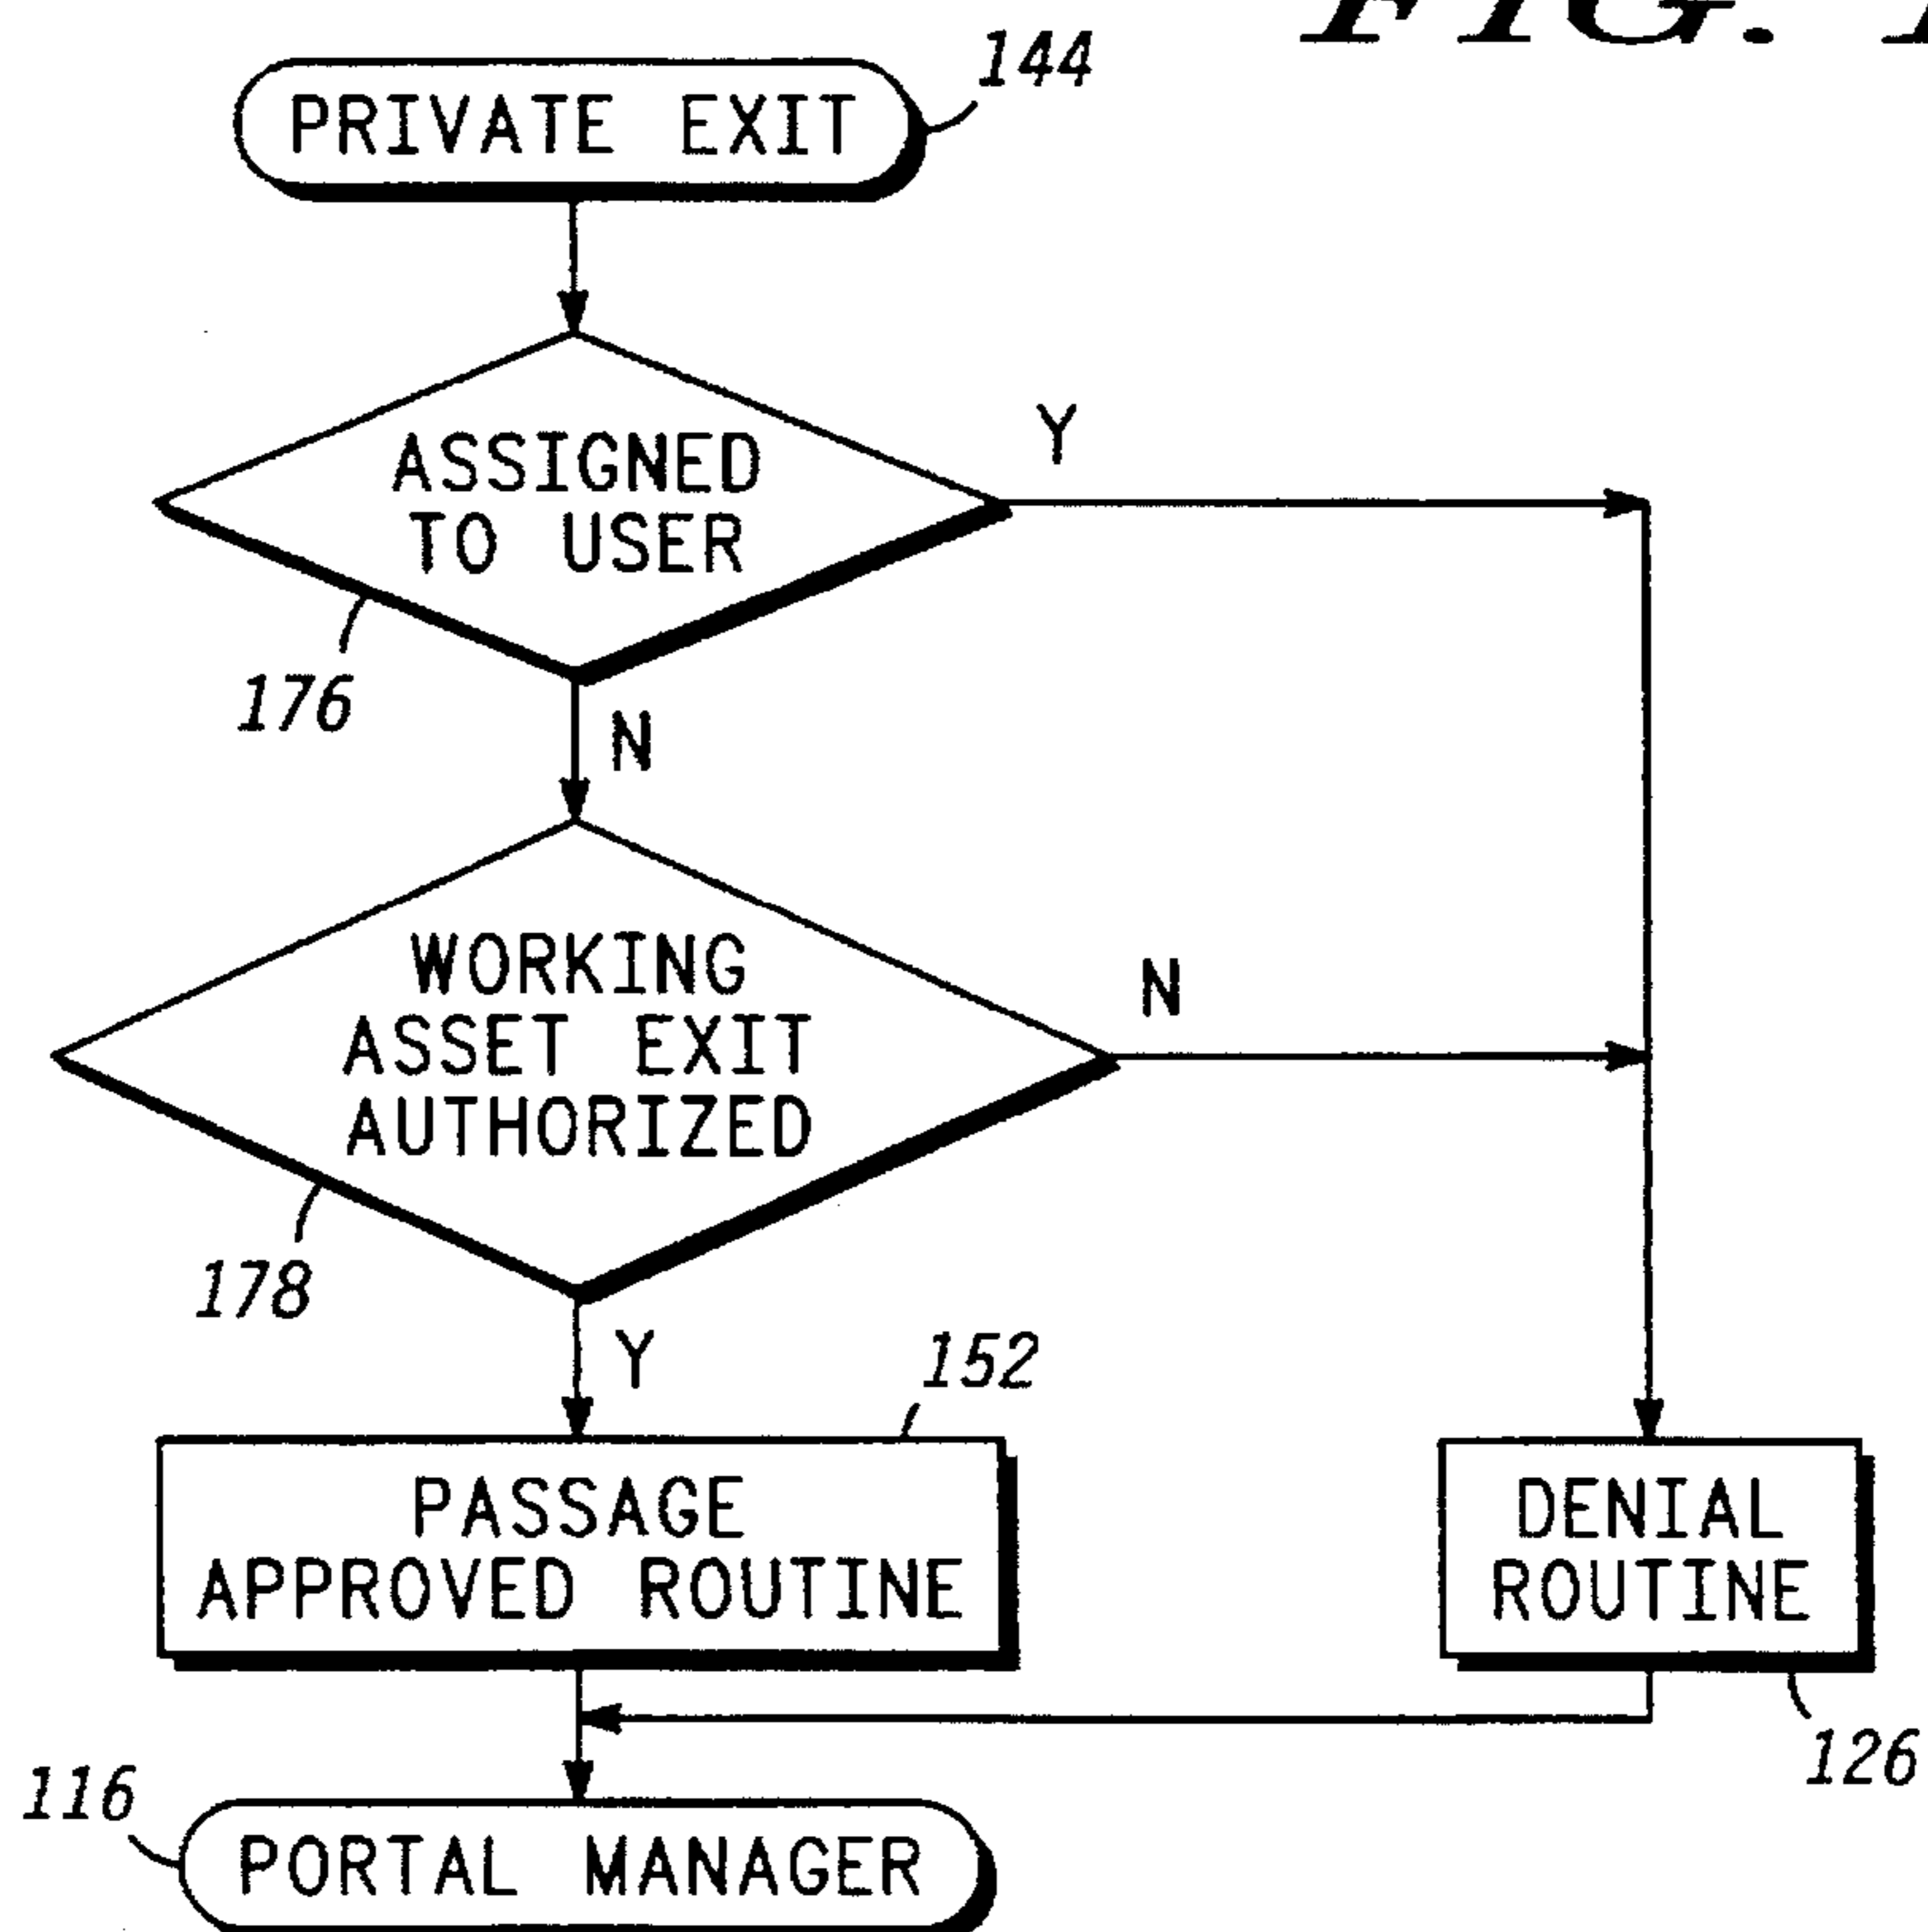 FIG.
144
PRIVATE EXIT
ASSIGNED
TO USER
Y
176
N
WORKING
ASSET EXIT
AUTHORIZED
N
178
Y
152
PASSAGE
APPROVED ROUTINE
DENIAL
ROUTINE
126
116
PORTAL MANAGER